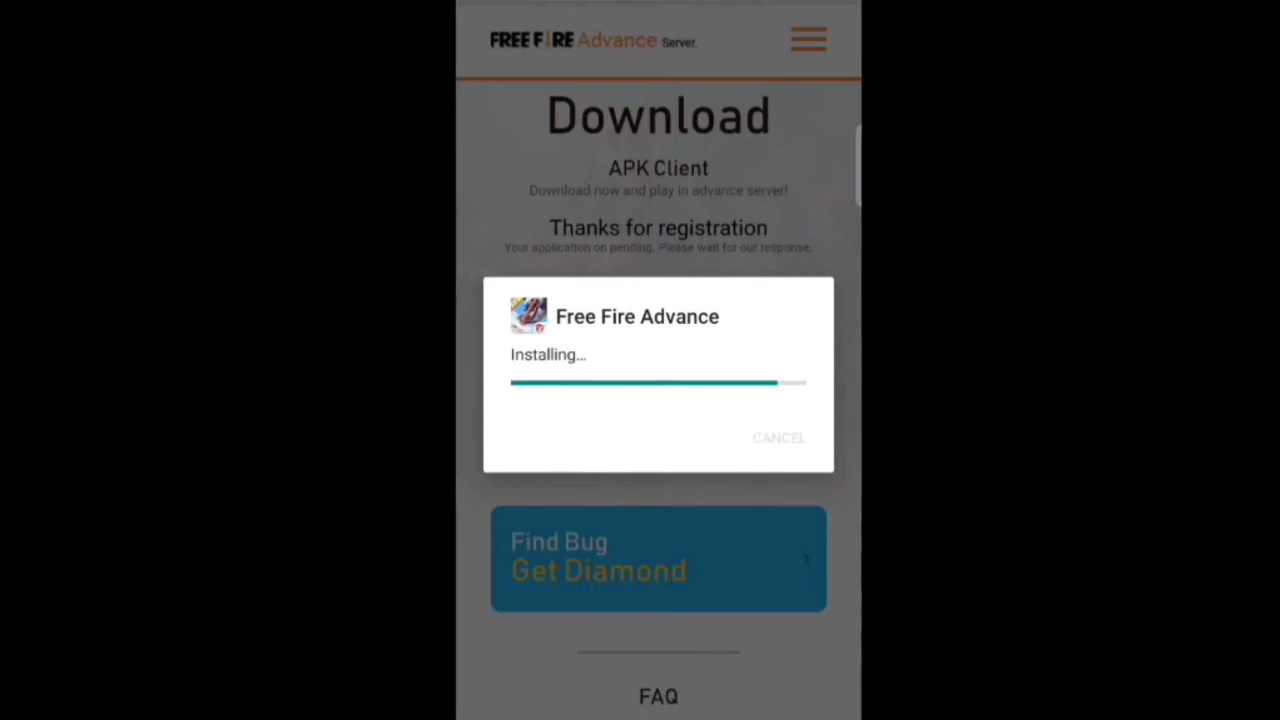 FREE FIRE Advance Server.
Download
APK Client
Download now and play in advance server!
Thanks for registration
Your application on pending. Please wait for our response.
Free Fire Advance
Installing...
CANCEL
Find Bug
Get Diamond
FAQ